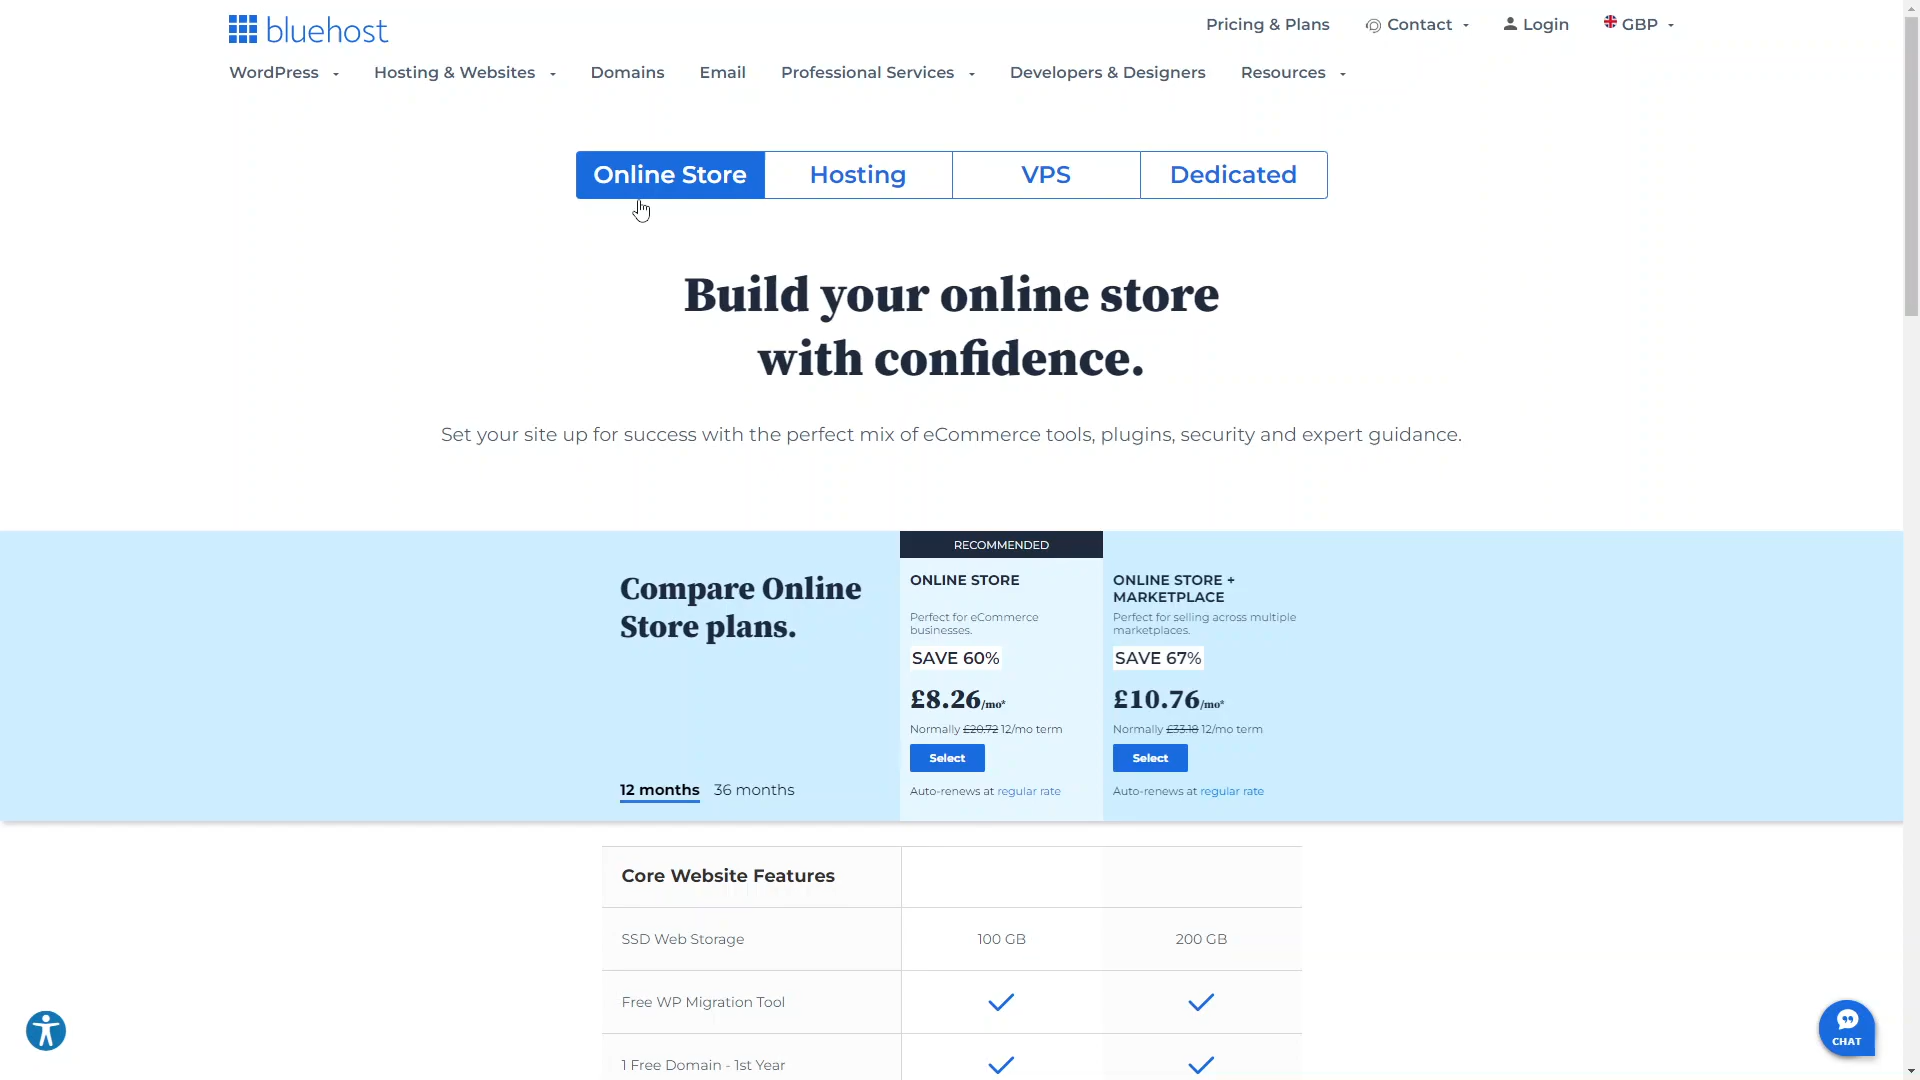 bluehost
Pricing & Plans
Contact
Login
GBP
WordPress
Hosting & Websites
Domains
Email
Professional Services
Developers & Designers
Resources
Online Store
Hosting
VPS
Dedicated
Build your online store
with confidence.
Set your site up for success with the perfect mix of eCommerce tools, plugins, security and expert guidance.
Compare Online
Store plans.
12 months
36 months
RECOMMENDED
ONLINE STORE
Perfect for eCommerce
businesses.
SAVE 60%
£8.26/mo*
Normally £20.72 12/mo term
Select
Auto-renews at regular rate
ONLINE STORE +
MARKETPLACE
Perfect for selling across multiple
marketplaces.
SAVE 67%
£10.76/mo*
Normally £33.18 12/mo term
Select
Auto-renews at regular rate
Core Website Features
SSD Web Storage
100 GB
200 GB
Free WP Migration Tool
1 Free Domain - 1st Year
CHAT